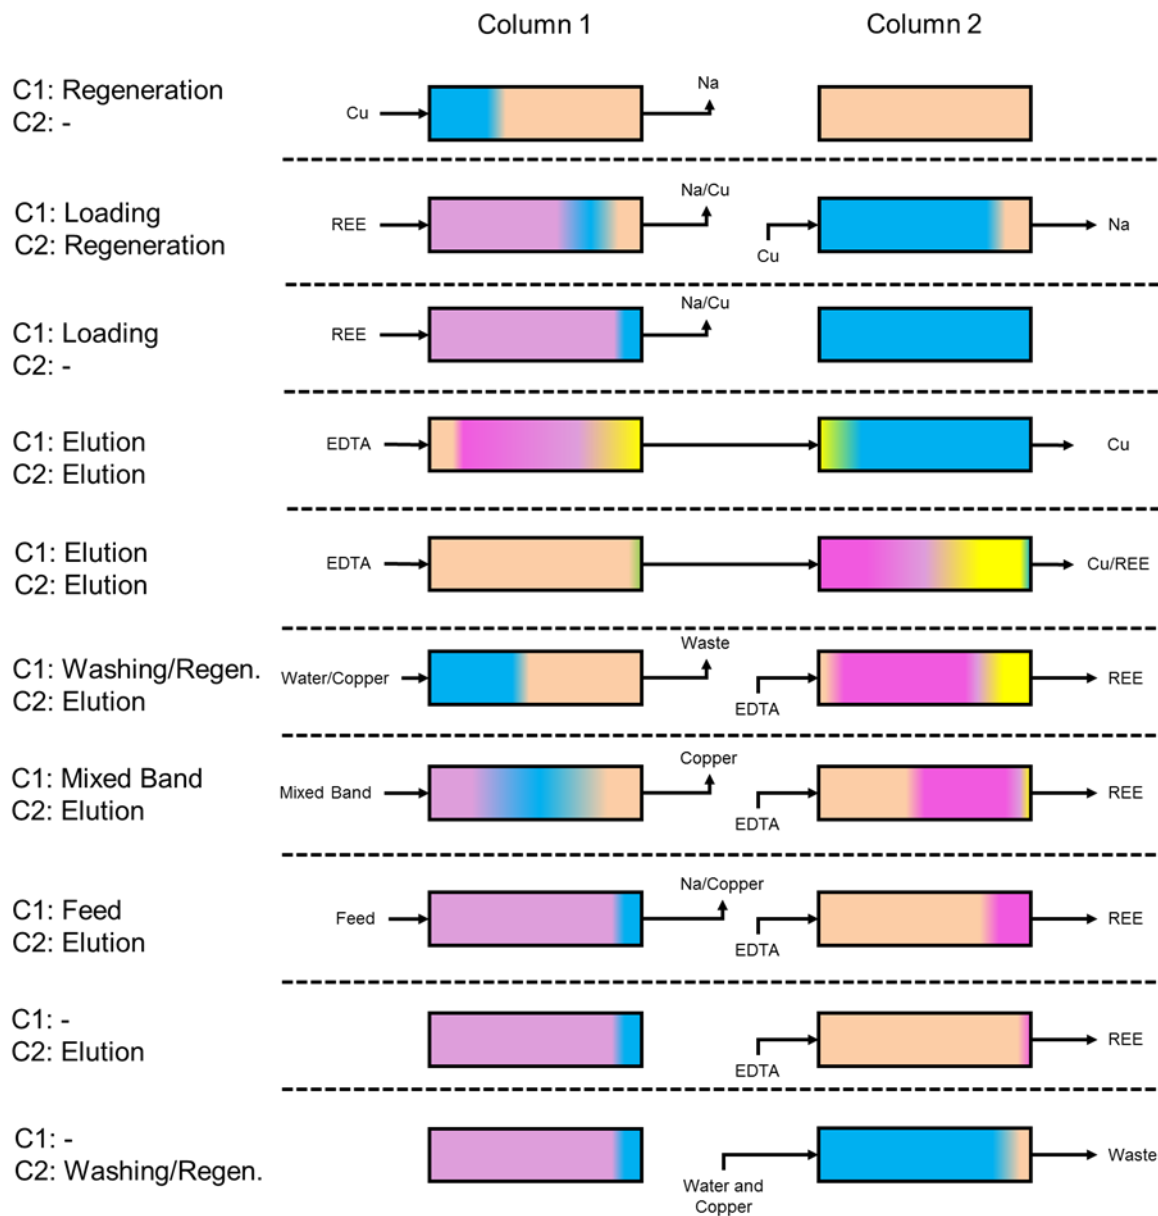 Column 1
Column 2
C1: Regeneration
C2: -
Cu
Na
C1: Loading
C2: Regeneration
REE
Na/Cu
Cu
Na
C1: Loading
C2: -
REE
Na/Cu
C1: Elution
C2: Elution
EDTA
Cu
C1: Elution
C2: Elution
EDTA
Cu/REE
C1: Washing/Regen.
C2: Elution
Water/Copper
Waste
EDTA
REE
C1: Mixed Band
C2: Elution
Mixed Band
Copper
EDTA
REE
C1: Feed
C2: Elution
Feed
Na/Copper
EDTA
REE
C1: -
C2: Elution
EDTA
REE
C1: -
C2: Washing/Regen.
Water and
Copper
Waste